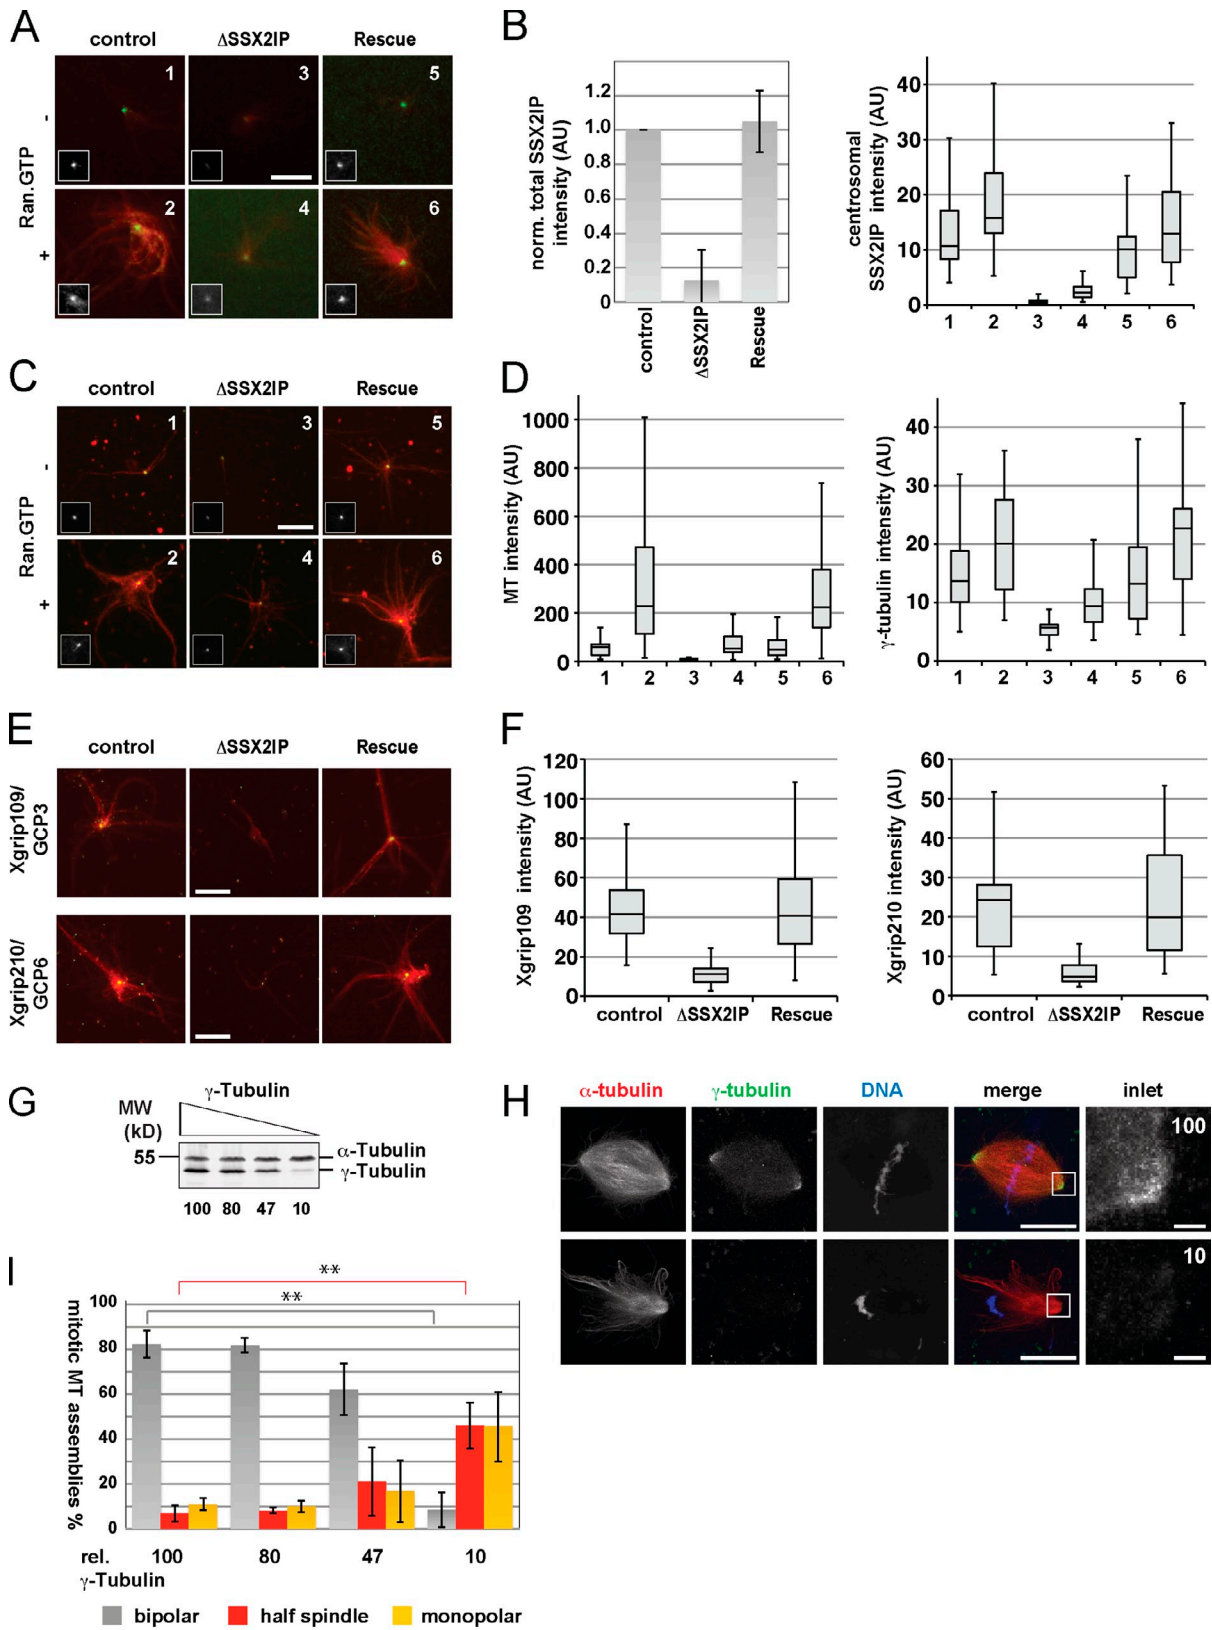 A
control ΔSSX2IP Rescue
Ran.GTP
-
+
1 3 5
2 4 6
B
norm. total SSX2IP
intensity (AU)
1.2
1.0
0.8
0.6
0.4
0.2
0
control ΔSSX2IP Rescue
centrosomal
SSX2IP intensity (AU)
40
30
20
10
0
1 2 3 4 5 6
C
control ΔSSX2IP Rescue
Ran.GTP
-
+
1 3 5
2 4 6
D
MT intensity (AU)
1000
800
600
400
200
0
1 2 3 4 5 6
γ-tubulin intensity (AU)
40
30
20
10
0
1 2 3 4 5 6
E
control ΔSSX2IP Rescue
Xgrip109/
GCP3
Xgrip210/
GCP6
F
Xgrip109 intensity (AU)
120
100
80
60
40
20
0
control ΔSSX2IP Rescue
Xgrip210 intensity (AU)
60
50
40
30
20
10
0
control ΔSSX2IP Rescue
G
γ-Tubulin
MW
(kD)
55
α-Tubulin
γ-Tubulin
100 80 47 10
H
α-tubulin γ-tubulin DNA merge inlet
100
10
I
**
**
mitotic MT assemblies %
100
80
60
40
20
0
rel. 100 80 47 10
γ-Tubulin
bipolar half spindle monopolar